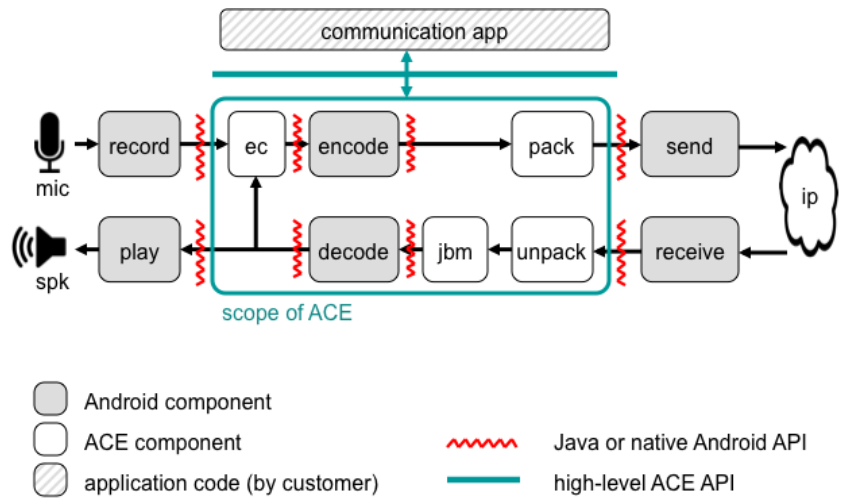 communication app
record
ec
encode
pack
send
mic
ip
play
decode
jbm
unpack
receive
spk
scope of ACE
Android component
ACE component
Java or native Android API
application code (by customer)
high-level ACE API